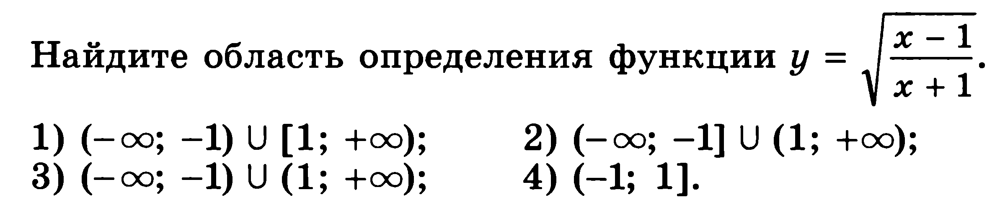 Найдите область определения функции y = √((x − 1)/(x + 1)).
1) (−∞; −1) ∪ [1; +∞); 2) (−∞; −1] ∪ (1; +∞);
3) (−∞; −1) ∪ (1; +∞); 4) (−1; 1].